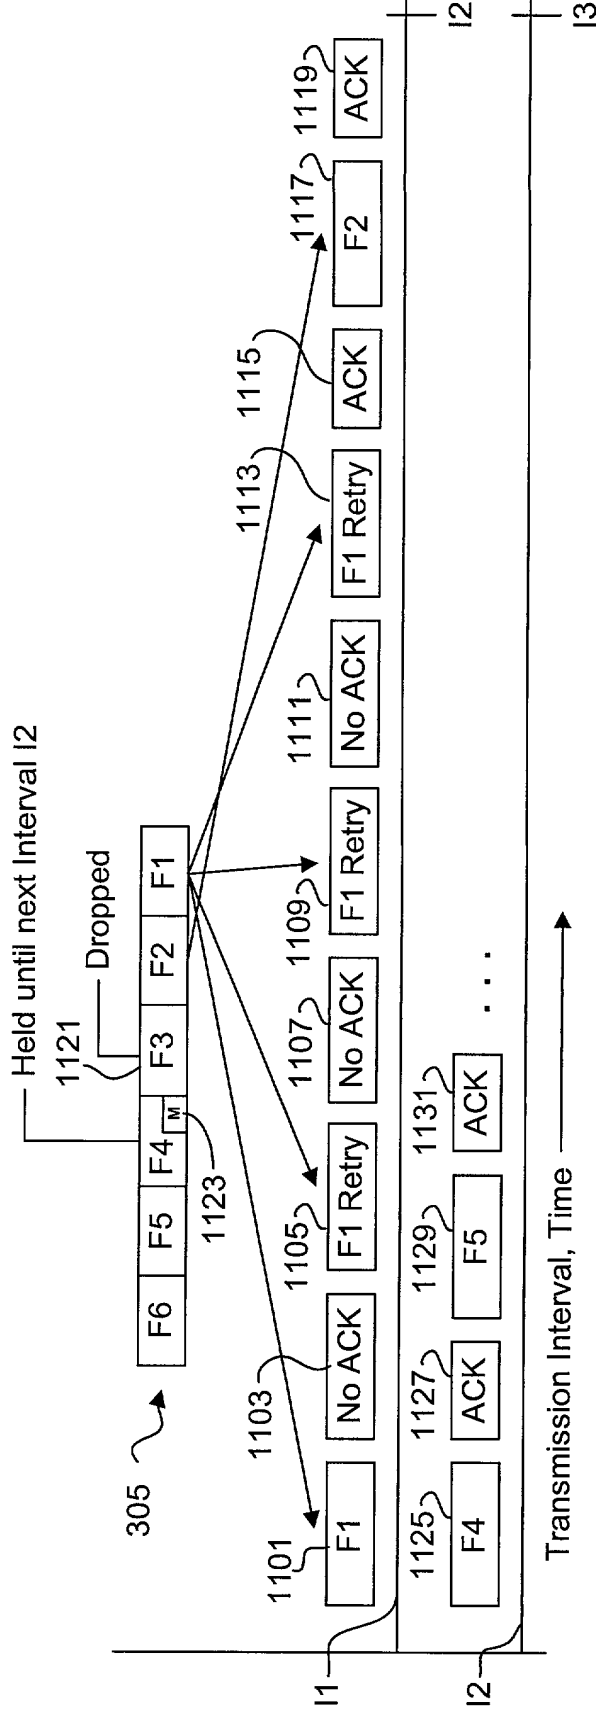 Held until next Interval I2
1121
Dropped
305
F6
F5
F4
M
F3
F2
F1
1123
1101
1103
1105
1107
1109
1111
1113
1115
1117
1119
F1
No ACK
F1 Retry
No ACK
F1 Retry
No ACK
F1 Retry
ACK
F2
ACK
I1
I2
1125
1127
1129
1131
F4
ACK
F5
ACK
. . .
I2
I3
Transmission Interval, Time